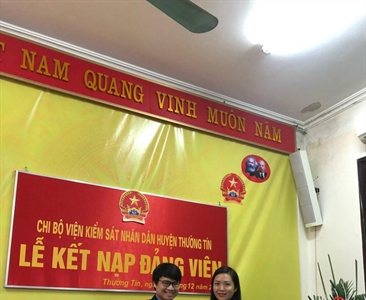 NAM QUANG VINH MUÔN NĂM
CHI BỘ VIỆN KIỂM SÁT NHÂN DÂN HUYỆN THƯỜNG TÍN
LỄ KẾT NẠP ĐẢNG VIÊN
Thường Tín, 12